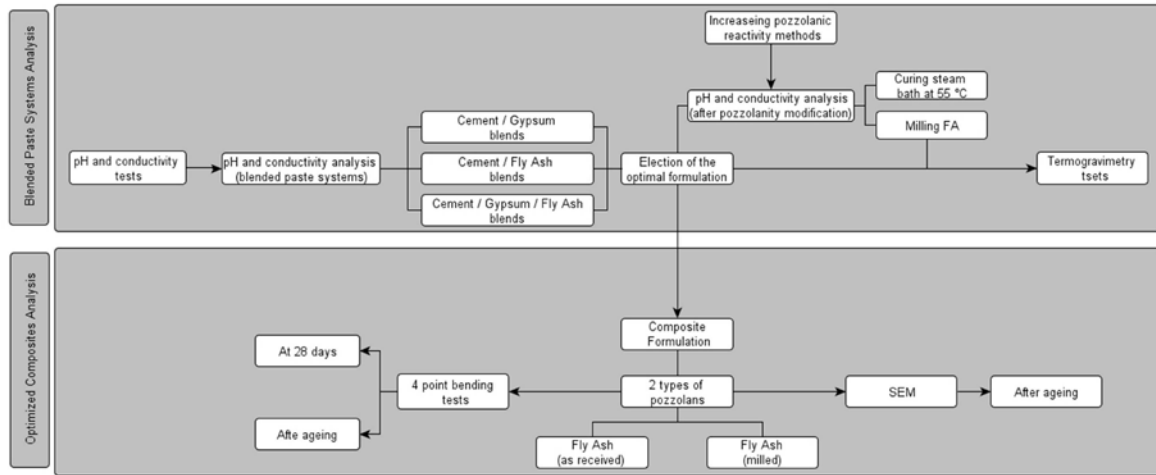 Blended Paste Systems Analysis
Increaseing pozzolanic
reactivity methods
pH and conductivity analysis
(after pozzolanity modification)
Curing steam
bath at 55 °C
Milling FA
Cement / Gypsum
blends
pH and conductivity
tests
pH and conductivity analysis
(blended paste systems)
Cement / Fly Ash
blends
Election of the
optimal formulation
Termogravimetry
tsets
Cement / Gypsum / Fly Ash
blends
Optimized Composites Analysis
Composite
Formulation
At 28 days
4 point bending
tests
2 types of
pozzolans
SEM
After ageing
Afte ageing
Fly Ash
(as received)
Fly Ash
(milled)